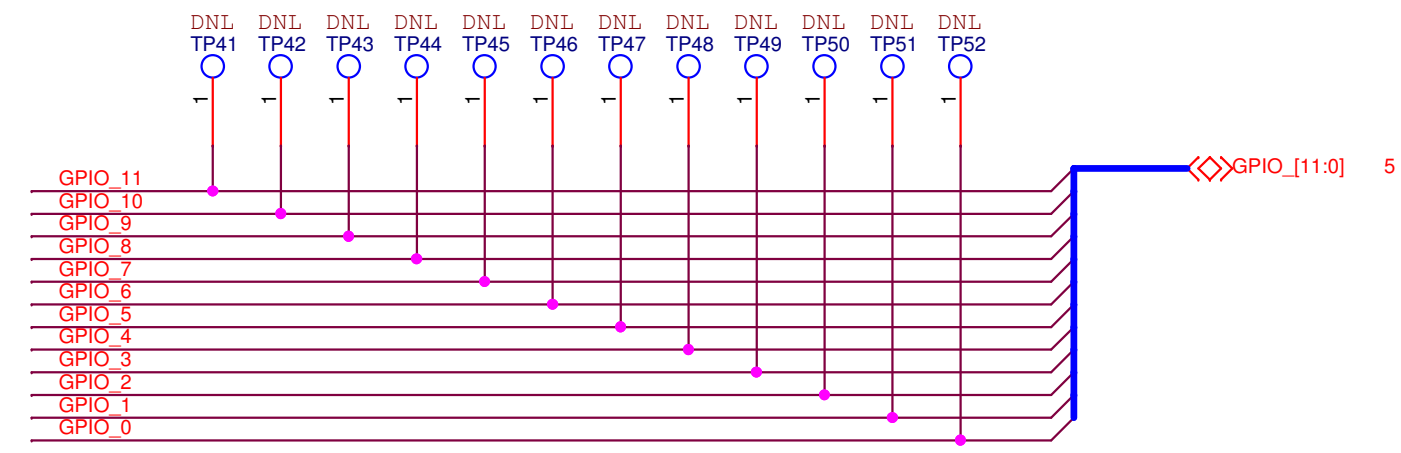 DNL DNL DNL DNL DNL DNL DNL DNL DNL DNL DNL DNL
TP41 TP42 TP43 TP44 TP45 TP46 TP47 TP48 TP49 TP50 TP51 TP52
1 1 1 1 1 1 1 1 1 1 1 1
GPIO_[11:0] 5
GPIO_11
GPIO_10
GPIO_9
GPIO_8
GPIO_7
GPIO_6
GPIO_5
GPIO_4
GPIO_3
GPIO_2
GPIO_1
GPIO_0